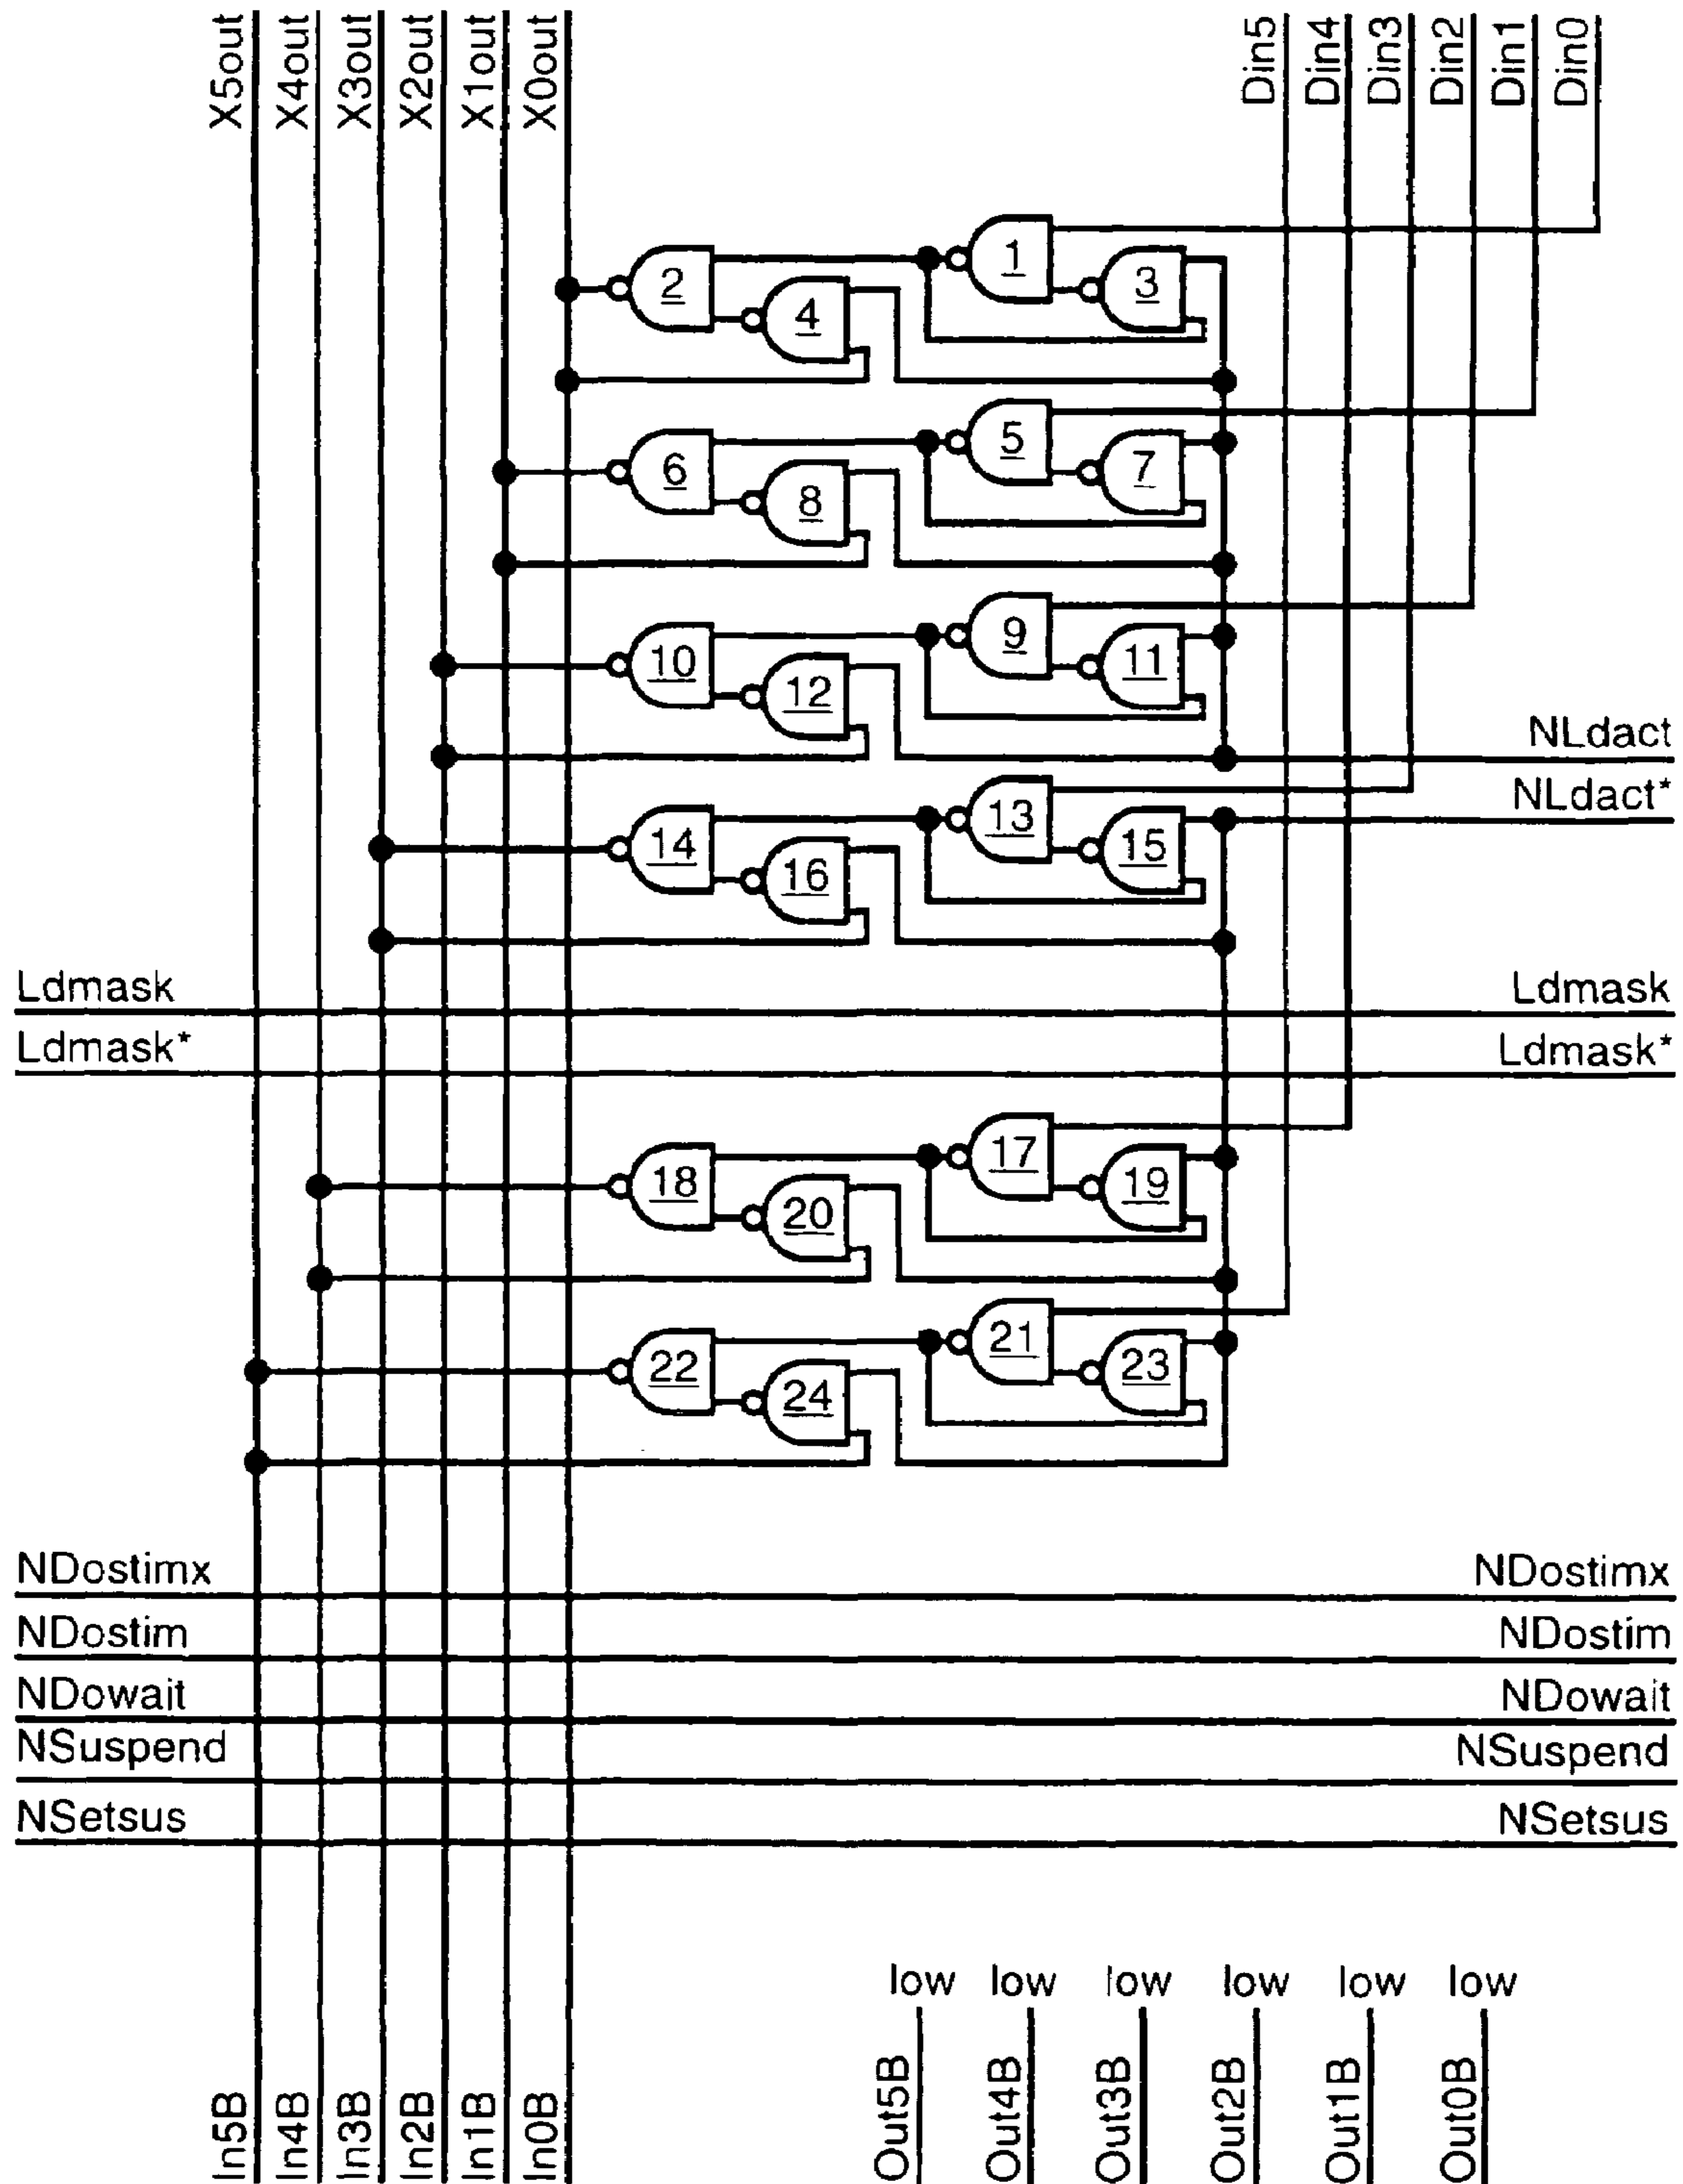 X5out X4out X3out X2out X1out X0out Din5 Din4 Din3 Din2 Din1 Din0
1
3
2
4
5
7
6
8
9
11
10
12
NLdact
NLdact*
13
15
14
16
Ldmask Ldmask
Ldmask* Ldmask*
17
19
18
20
21
23
22
24
NDostimx NDostimx
NDostim NDostim
NDowait NDowait
NSuspend NSuspend
NSetsus NSetsus
low low low low low low
In5B In4B In3B In2B In1B In0B Out5B Out4B Out3B Out2B Out1B Out0B